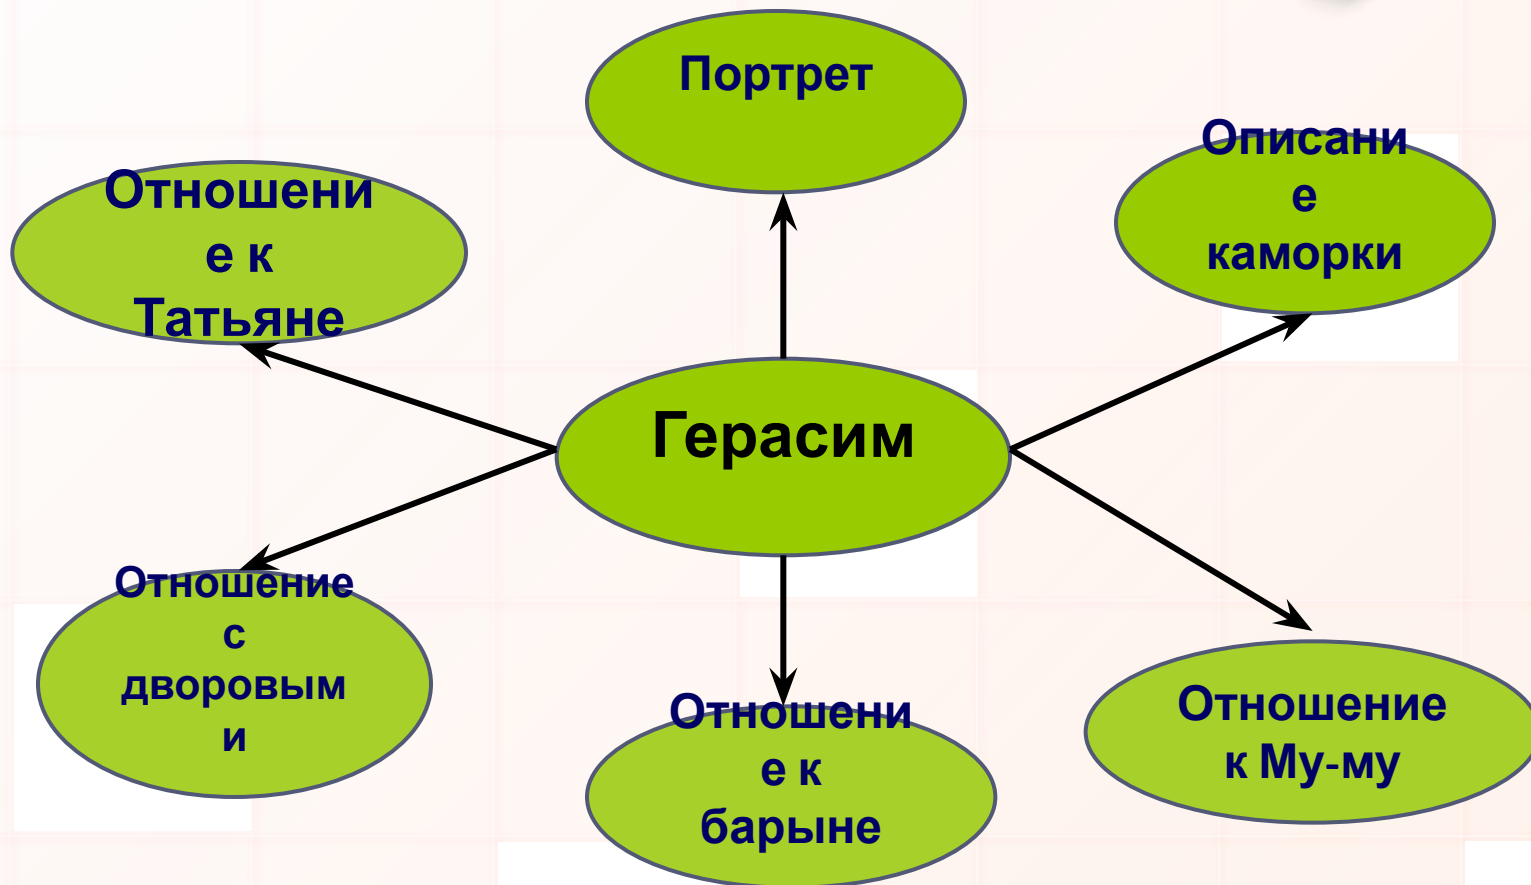 Портрет
Описани
е
каморки
Отношени
е к
Татьяне
Герасим
Отношение
с
дворовым
и
Отношени
е к
барыне
Отношение
к Му-му